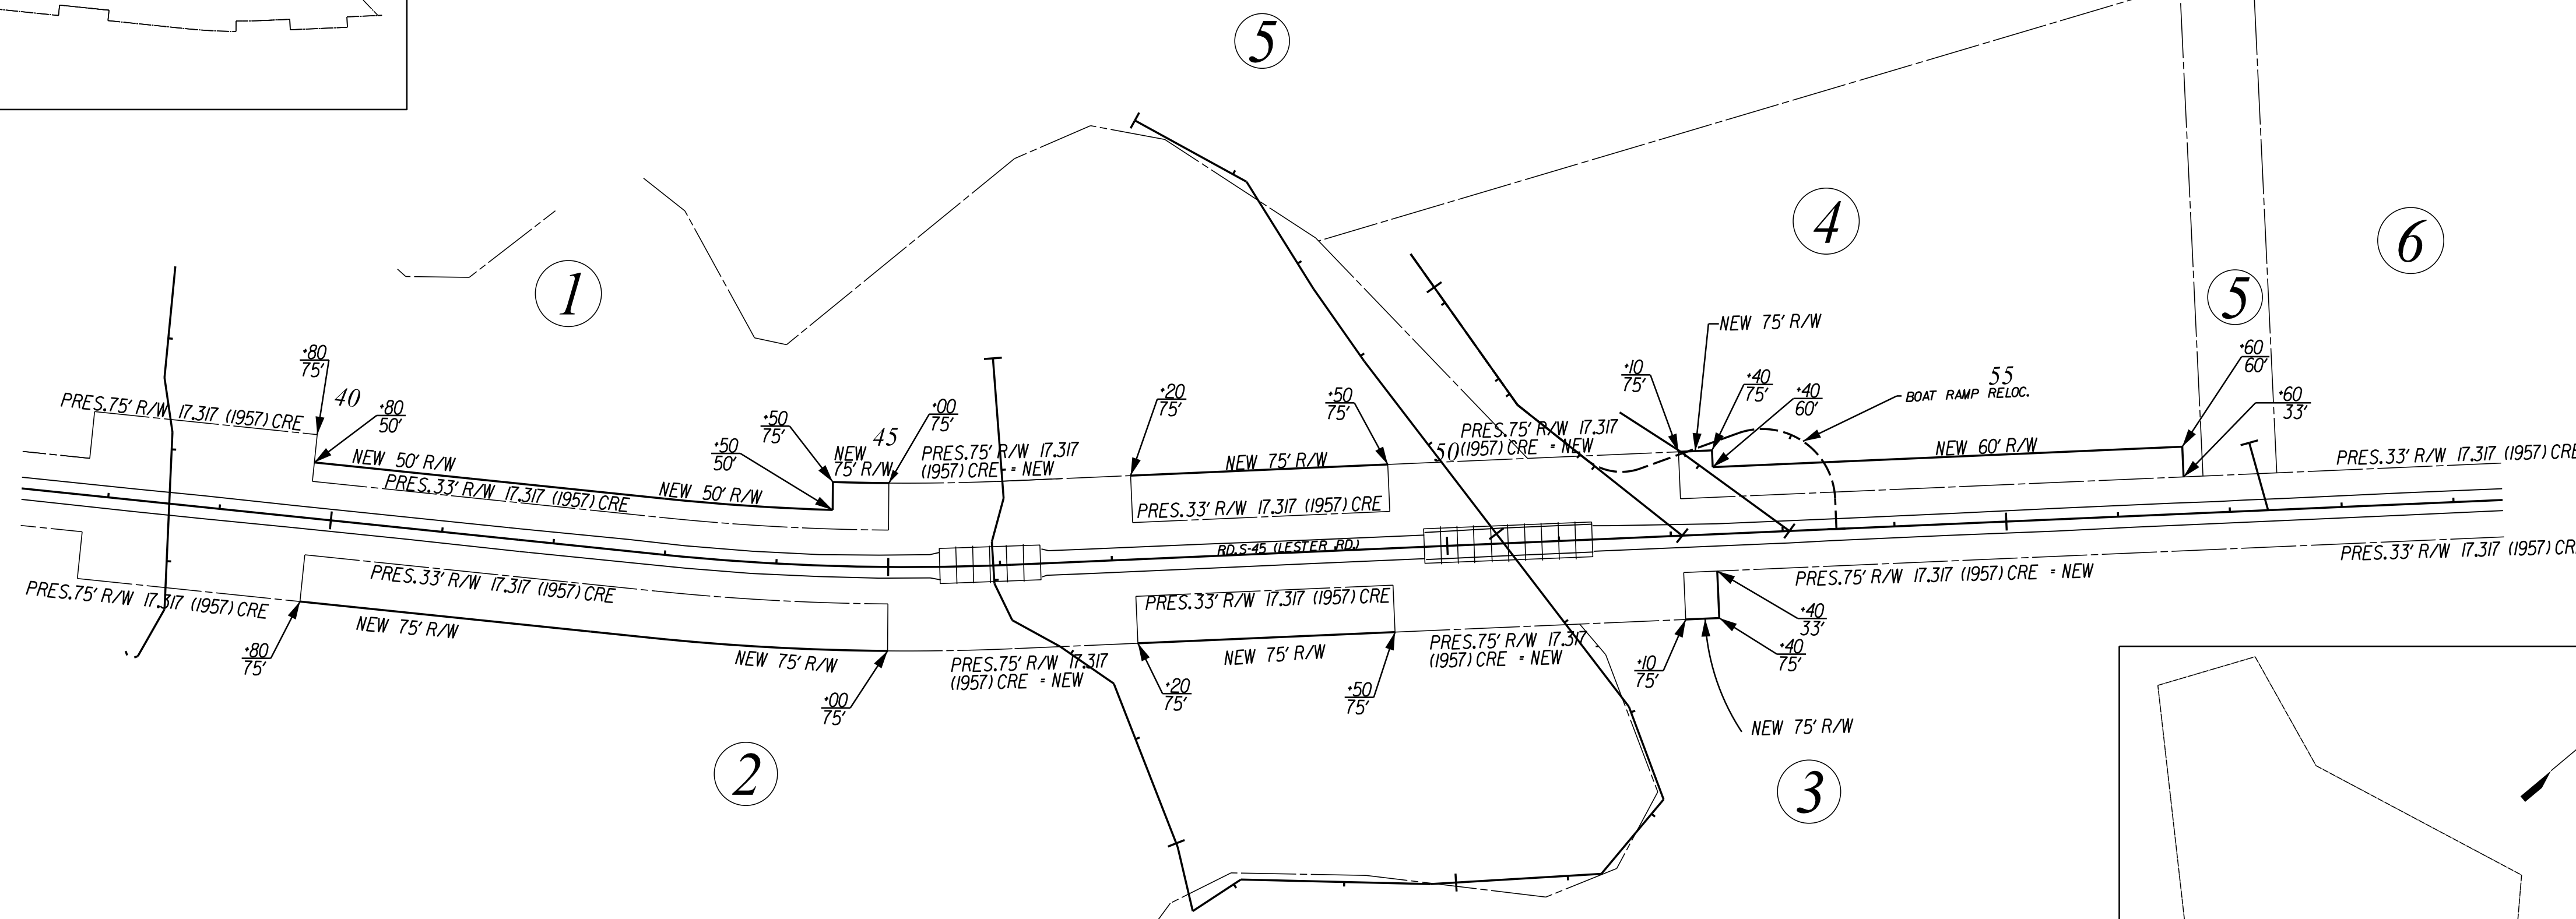 5
4
6
1
5
NEW 75' R/W
+80
75'
40
+80
50'
PRES. 75' R/W 17.317 (1957) CRE
NEW 50' R/W
PRES. 33' R/W 17.317 (1957) CRE
NEW 50' R/W
+50
75'
+50
50'
NEW
75' R/W
45
+00
75'
PRES. 75' R/W 17.317
(1957) CRE = NEW
+20
75'
NEW 75' R/W
PRES. 33' R/W 17.317 (1957) CRE
+50
75'
50
PRES. 75' R/W 17.317
(1957) CRE = NEW
+10
75'
+40
75'
+40
60'
55
BOAT RAMP RELOC.
NEW 60' R/W
+60
60'
+60
33'
PRES. 33' R/W 17.317 (1957) CRE
RD. S-45 (LESTER RD.)
PRES. 75' R/W 17.317 (1957) CRE
PRES. 33' R/W 17.317 (1957) CRE
+80
75'
NEW 75' R/W
NEW 75' R/W
+00
75'
PRES. 75' R/W 17.317
(1957) CRE = NEW
PRES. 33' R/W 17.317 (1957) CRE
+20
75'
NEW 75' R/W
+50
75'
PRES. 75' R/W 17.317
(1957) CRE = NEW
+10
75'
PRES. 75' R/W 17.317 (1957) CRE = NEW
+40
33'
+40
75'
NEW 75' R/W
PRES. 33' R/W 17.317 (1957) CR
2
3